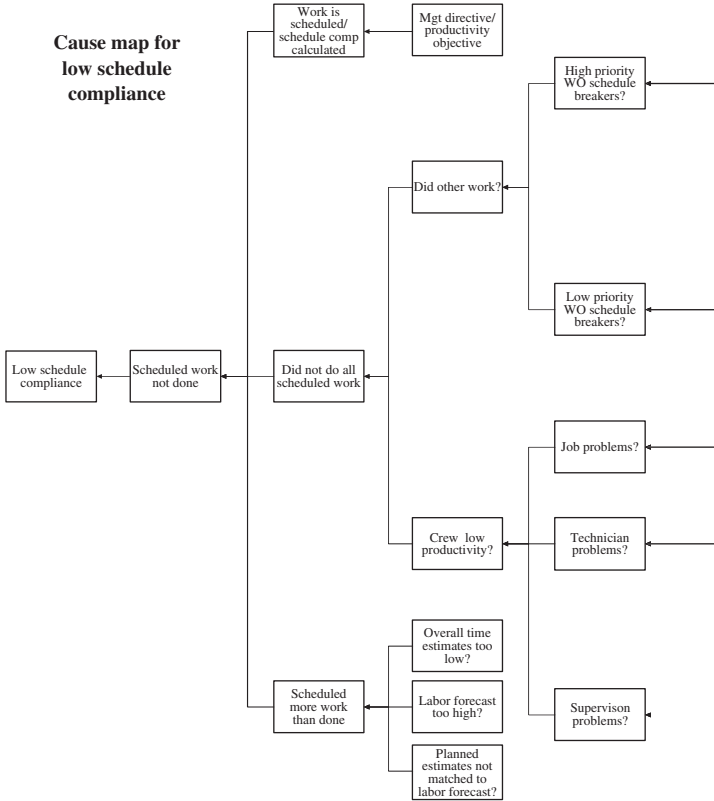 Cause map for
low schedule
compliance
Work is
scheduled/
schedule comp
calculated
Mgt directive/
productivity
objective
High priority
WO schedule
breakers?
Did other work?
Low priority
WO schedule
breakers?
Low schedule
compliance
Scheduled work
not done
Did not do all
scheduled work
Job problems?
Crew low
productivity?
Technician
problems?
Overall time
estimates too
low?
Scheduled
more work
than done
Labor forecast
too high?
Supervison
problems?
Planned
estimates not
matched to
labor forecast?